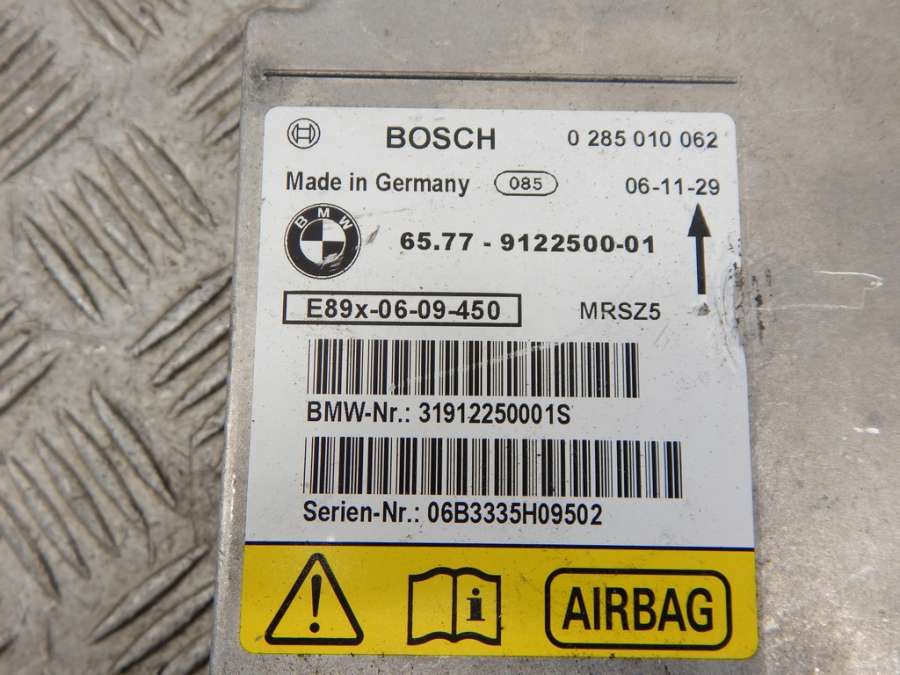 BOSCH 0 285 010 062
Made in Germany 085 06-11-29
BMW 65.77 - 9122500-01
E89x-06-09-450 MRSZ5
BMW-Nr.: 31912250001S
Serien-Nr.: 06B3335H09502
AIRBAG